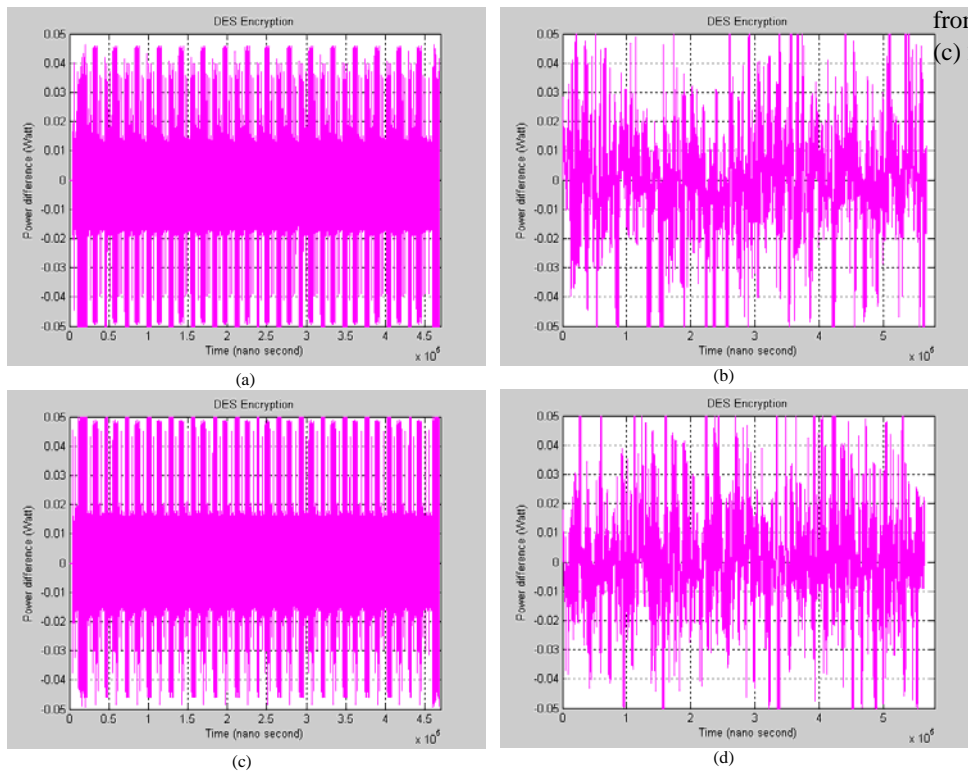 DES Encryption
0.05
0.04
0.03
0.02
0.01
0
-0.01
-0.02
-0.03
-0.04
-0.05
Power difference (Watt)
0 0.5 1 1.5 2 2.5 3 3.5 4 4.5
Time (nano second)
x 10^6
(a)
DES Encryption
0.05
0.04
0.03
0.02
0.01
0
-0.01
-0.02
-0.03
-0.04
-0.05
Power difference (Watt)
0 1 2 3 4 5
Time (nano second)
x 10^6
(b)
(c)
DES Encryption
0.05
0.04
0.03
0.02
0.01
0
-0.01
-0.02
-0.03
-0.04
-0.05
Power difference (Watt)
0 0.5 1 1.5 2 2.5 3 3.5 4 4.5
Time (nano second)
x 10^6
(c)
DES Encryption
0.05
0.04
0.03
0.02
0.01
0
-0.01
-0.02
-0.03
-0.04
-0.05
Power difference (Watt)
0 1 2 3 4 5
Time (nano second)
x 10^6
(d)